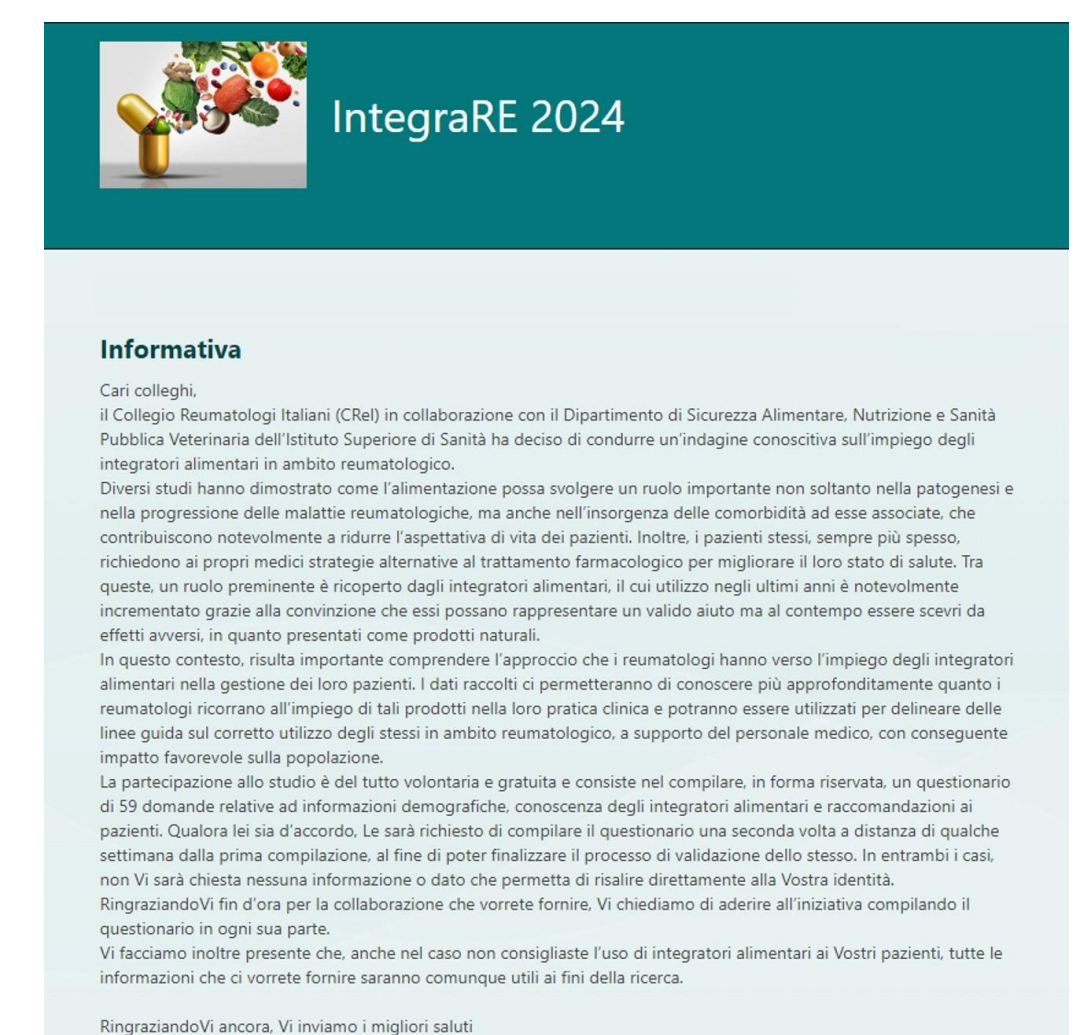 IntegraRE 2024
Informativa
Cari colleghi,
il Collegio Reumatologi Italiani (CReI) in collaborazione con il Dipartimento di Sicurezza Alimentare, Nutrizione e Sanità
Pubblica Veterinaria dell’Istituto Superiore di Sanità ha deciso di condurre un’indagine conoscitiva sull’impiego degli
integratori alimentari in ambito reumatologico.
Diversi studi hanno dimostrato come l’alimentazione possa svolgere un ruolo importante non soltanto nella patogenesi e
nella progressione delle malattie reumatologiche, ma anche nell’insorgenza delle comorbidità ad esse associate, che
contribuiscono notevolmente a ridurre l’aspettativa di vita dei pazienti. Inoltre, i pazienti stessi, sempre più spesso,
richiedono ai propri medici strategie alternative al trattamento farmacologico per migliorare il loro stato di salute. Tra
queste, un ruolo preminente è ricoperto dagli integratori alimentari, il cui utilizzo negli ultimi anni è notevolmente
incrementato grazie alla convinzione che essi possano rappresentare un valido aiuto ma al contempo essere scevri da
effetti avversi, in quanto presentati come prodotti naturali.
In questo contesto, risulta importante comprendere l’approccio che i reumatologi hanno verso l’impiego degli integratori
alimentari nella gestione dei loro pazienti. I dati raccolti ci permetteranno di conoscere più approfonditamente quanto i
reumatologi ricorrano all’impiego di tali prodotti nella loro pratica clinica e potranno essere utilizzati per delineare delle
linee guida sul corretto utilizzo degli stessi in ambito reumatologico, a supporto del personale medico, con conseguente
impatto favorevole sulla popolazione.
La partecipazione allo studio è del tutto volontaria e gratuita e consiste nel compilare, in forma riservata, un questionario
di 59 domande relative ad informazioni demografiche, conoscenza degli integratori alimentari e raccomandazioni ai
pazienti. Qualora lei sia d’accordo, Le sarà richiesto di compilare il questionario una seconda volta a distanza di qualche
settimana dalla prima compilazione, al fine di poter finalizzare il processo di validazione dello stesso. In entrambi i casi,
non Vi sarà chiesta nessuna informazione o dato che permetta di risalire direttamente alla Vostra identità.
RingraziandoVi fin d’ora per la collaborazione che vorrete fornire, Vi chiediamo di aderire all’iniziativa compilando il
questionario in ogni sua parte.
Vi facciamo inoltre presente che, anche nel caso non consigliaste l’uso di integratori alimentari ai Vostri pazienti, tutte le
informazioni che ci vorrete fornire saranno comunque utili ai fini della ricerca.
RingraziandoVi ancora, Vi inviamo i migliori saluti